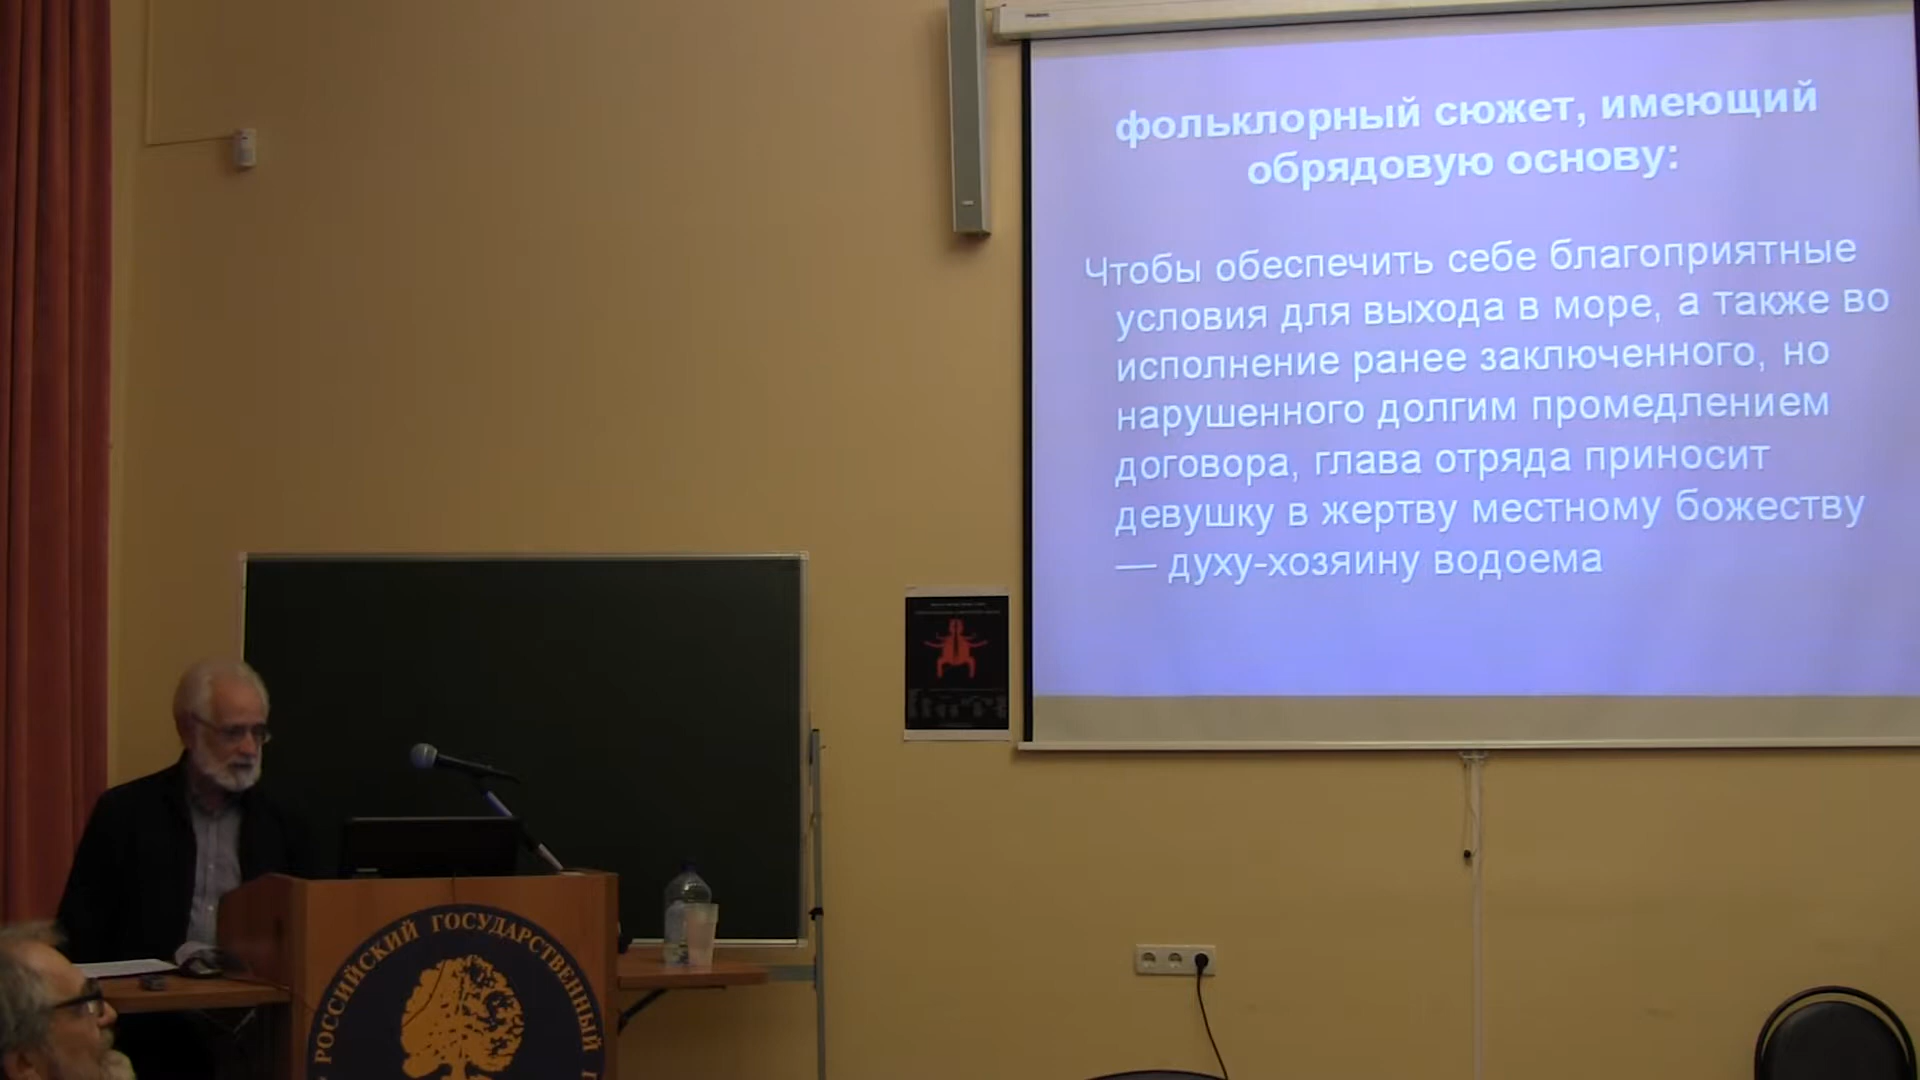 фольклорный сюжет, имеющий
обрядовую основу:
Чтобы обеспечить себе благоприятные
условия для выхода в море, а также во
исполнение ранее заключенного, но
нарушенного долгим промедлением
договора, глава отряда приносит
девушку в жертву местному божеству
— духу-хозяину водоема
РОССИЙСКИЙ ГОСУДАРСТВЕННЫЙ